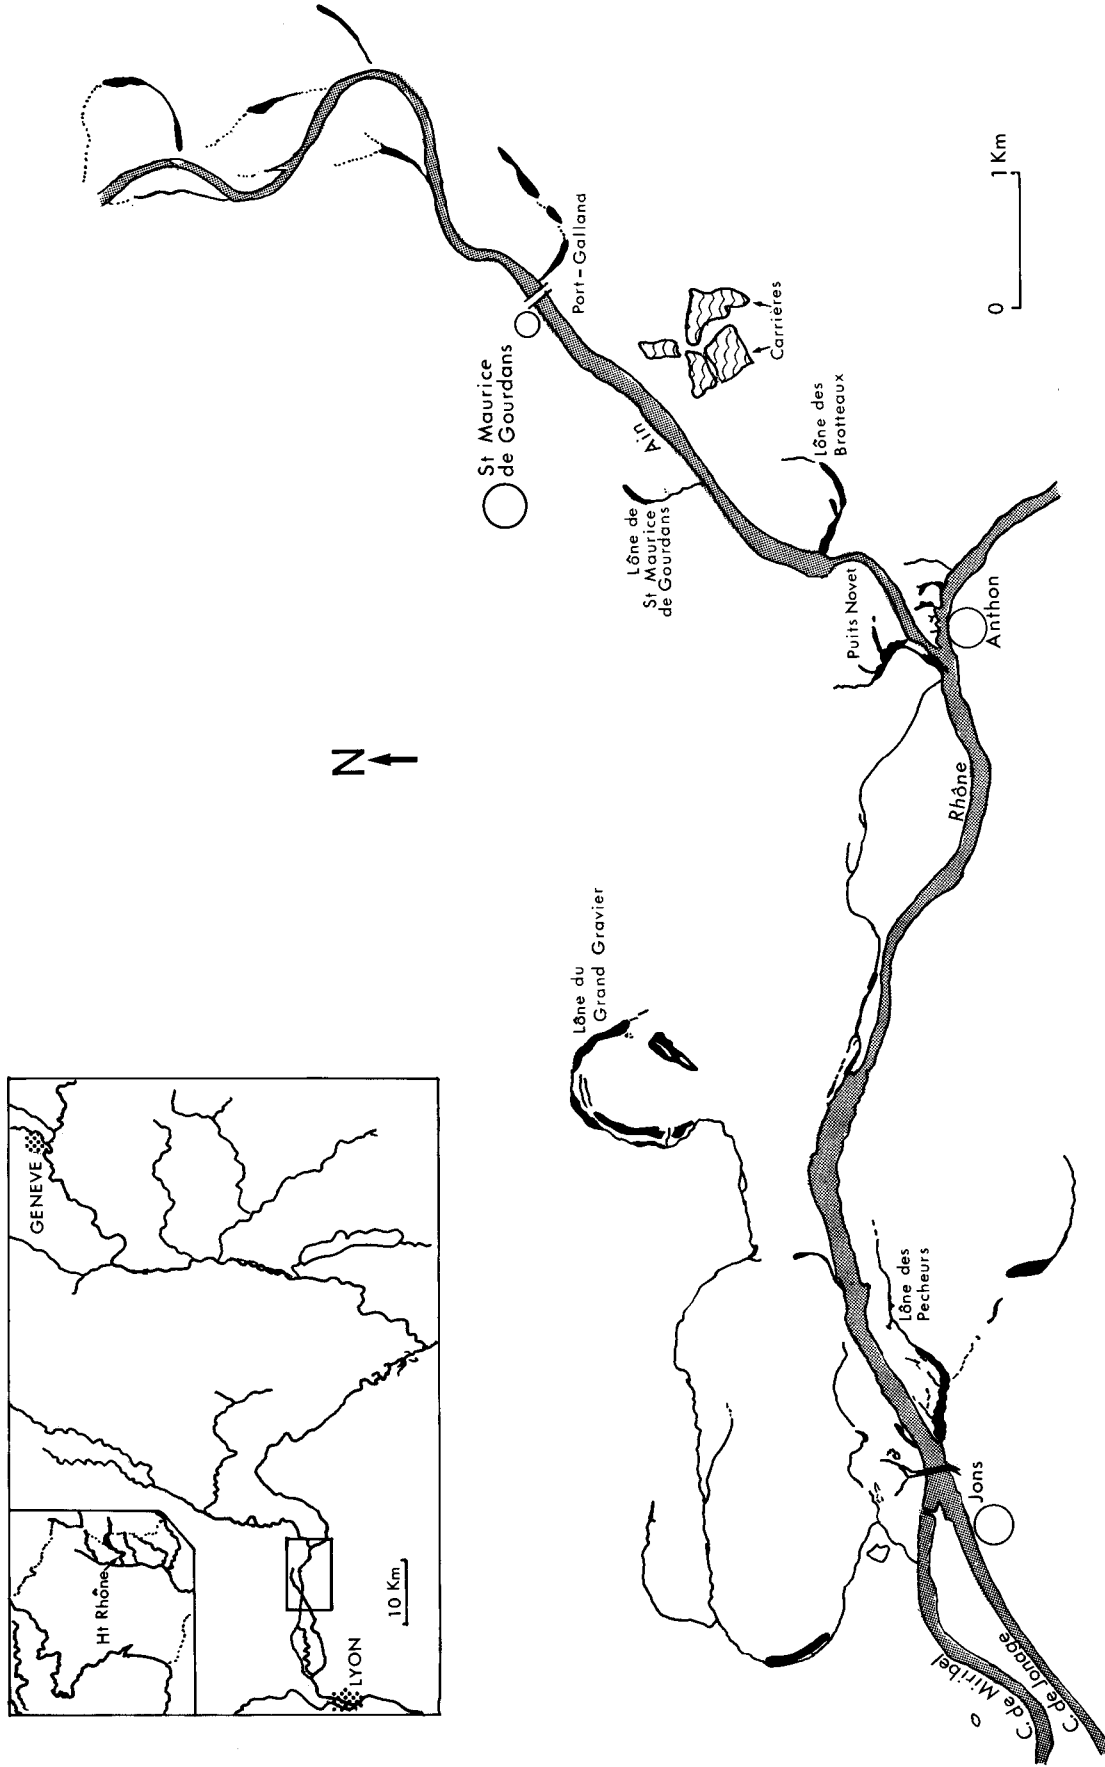 GENEVE
Ht Rhône
LYON
10 Km
N
St Maurice
de Gourdans
Port-Galland
Carrières
Ain
Lône de
St Maurice
de Gourdans
Lône des
Brotteaux
Puits Novet
Anthon
Rhône
Lône du
Grand Gravier
Lône des
Pecheurs
Jons
C. de Miribel
C. de Jonage
0 1 Km